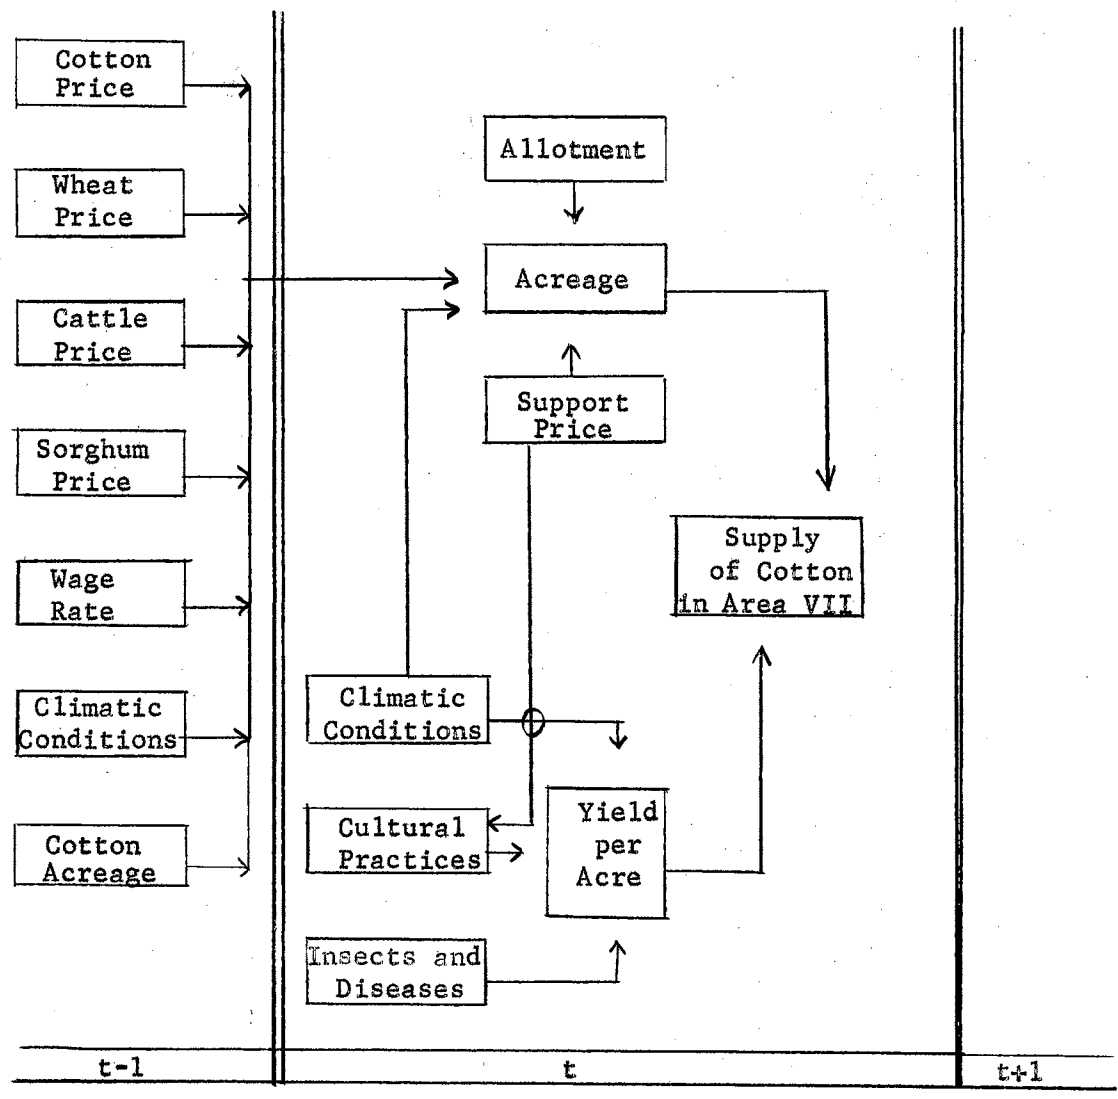 Cotton
Price
Wheat
Price
Cattle
Price
Sorghum
Price
Wage
Rate
Climatic
Conditions
Cotton
Acreage
Allotment
Acreage
Support
Price
Supply
of Cotton
in Area VII
Climatic
Conditions
Cultural
Practices
Yield
per
Acre
Insects and
Diseases
t-1
t
t+1